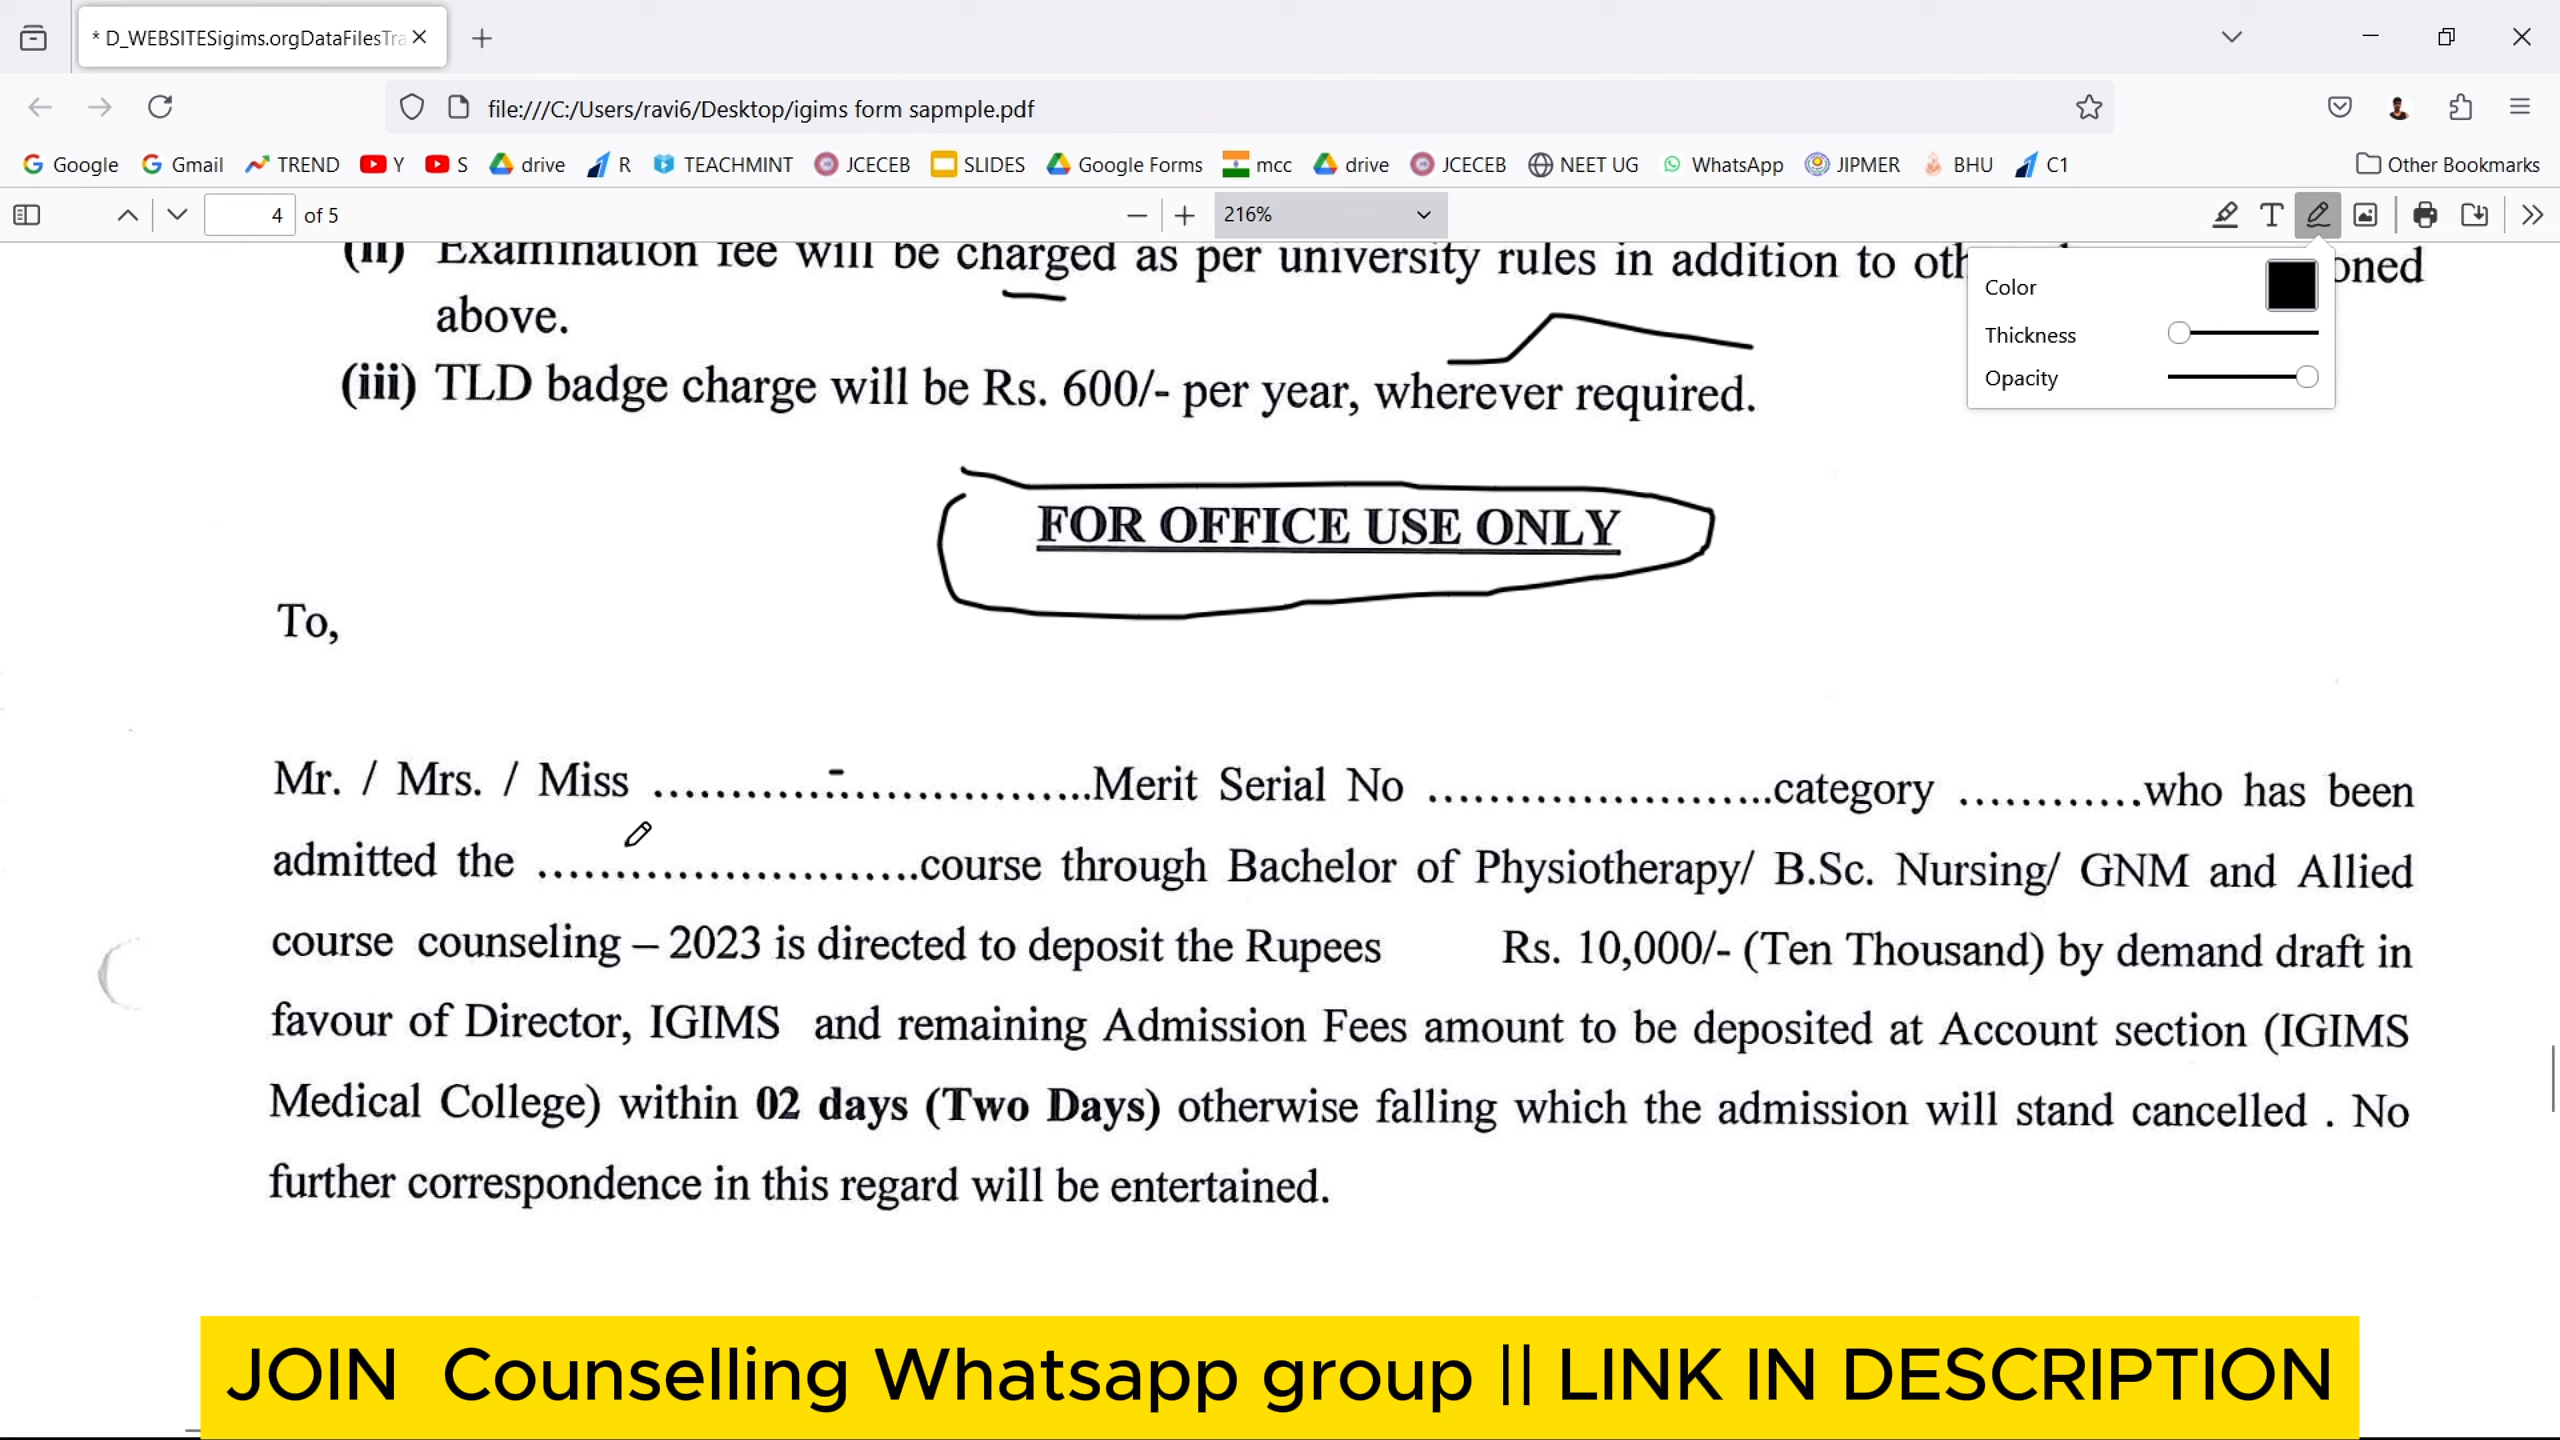 * D_WEBSITESigims.orgDataFilesTra
file:///C:/Users/ravi6/Desktop/igims form sapmple.pdf
Google Gmail TREND Y S drive R TEACHMINT JCECEB SLIDES Google Forms mcc drive JCECEB NEET UG WhatsApp JIPMER BHU C1 Other Bookmarks
4 of 5 216%
(ii) Examination fee will be charged as per university rules in addition to oth oned
above.
(iii) TLD badge charge will be Rs. 600/- per year, wherever required.
Color
Thickness
Opacity
FOR OFFICE USE ONLY
To,
Mr. / Mrs. / Miss ............................Merit Serial No ......................category ............who has been
admitted the .........................course through Bachelor of Physiotherapy/ B.Sc. Nursing/ GNM and Allied
course counseling – 2023 is directed to deposit the Rupees Rs. 10,000/- (Ten Thousand) by demand draft in
favour of Director, IGIMS and remaining Admission Fees amount to be deposited at Account section (IGIMS
Medical College) within 02 days (Two Days) otherwise falling which the admission will stand cancelled . No
further correspondence in this regard will be entertained.
JOIN Counselling Whatsapp group || LINK IN DESCRIPTION